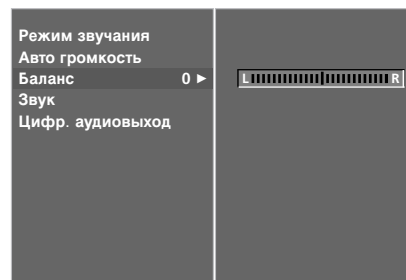 Режим звучания
Авто громкость
Баланс 0 ►
L R
Звук
Цифр. аудиовыход